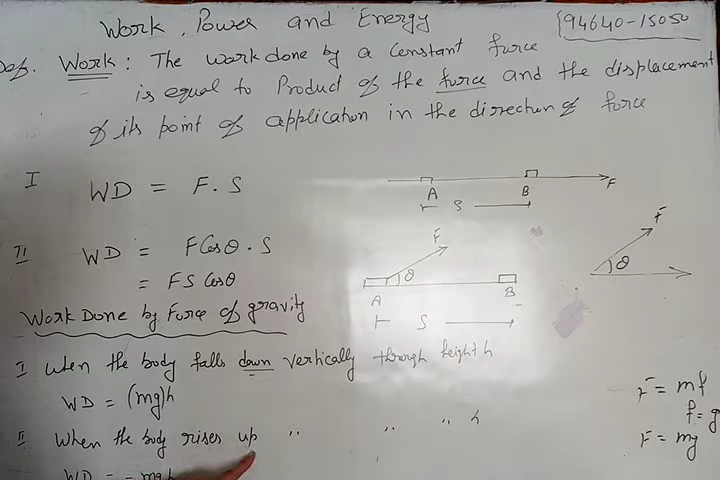 Work, Power and Energy
94640-15050
Def. Work: The work done by a constant force
is equal to Product of the force and the displacement
of its point of application in the direction of force
I WD = F.S
A B F
S
II WD = FCosθ.S
= FS Cosθ
F θ
A B
S
F θ
Work Done by Force of gravity
I When the body falls down vertically through height h
WD = (mg)h
II When the body rises up " " " h
WD = - mgh
F = mf
f = g
F = mg